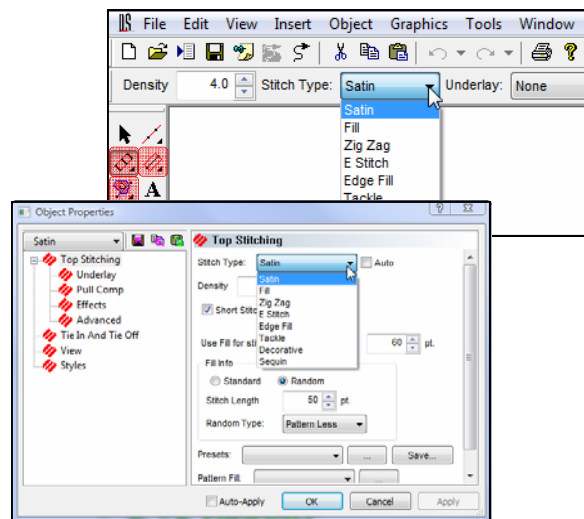 File Edit View Insert Object Graphics Tools Window
Density 4.0 Stitch Type: Satin Underlay: None
Satin
Fill
Zig Zag
E Stitch
Edge Fill
Tackle
A
Object Properties
Satin
Top Stitching
Underlay
Pull Comp
Effects
Advanced
Tie In And Tie Off
View
Styles
Top Stitching
Stitch Type: Satin Auto
Satin
Fill
Zig Zag
E Stitch
Edge Fill
Tackle
Decorative
Sequin
Density
Short Stitc
Use Fill for sti 60 pt.
Fill Info
Standard Random
Stitch Length 50 pt.
Random Type: Pattern Less
Presets: ... Save...
Pattern Fill: ...
Auto-Apply OK Cancel Apply